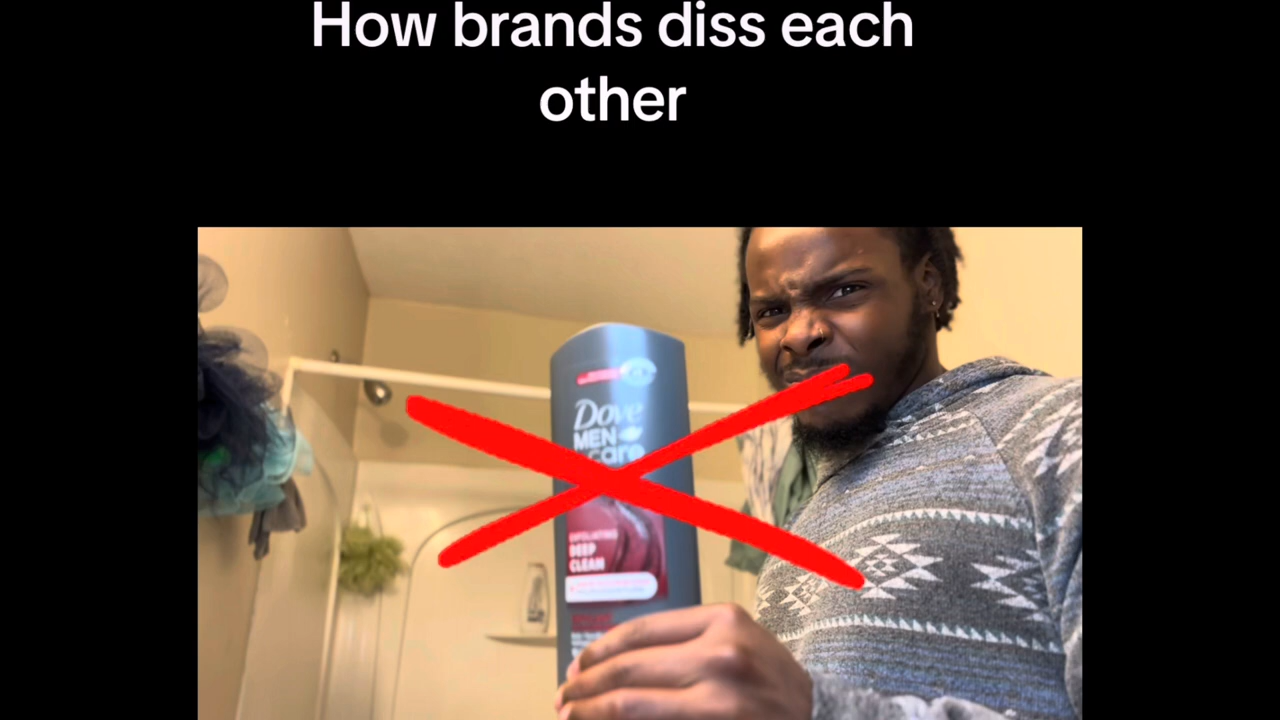 How brands diss each
other
Dove
MEN
care
EXFOLIATING
DEEP
CLEAN